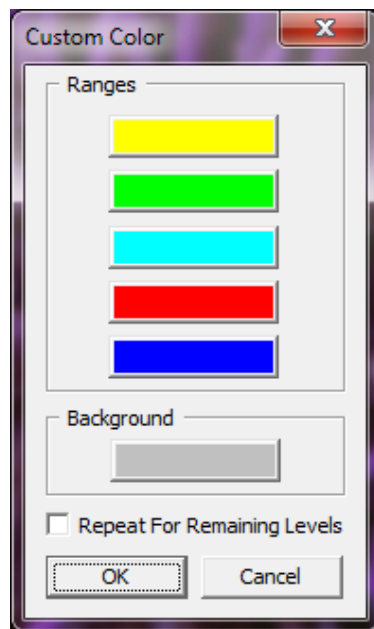 Custom Color
Ranges
Background
Repeat For Remaining Levels
OK Cancel